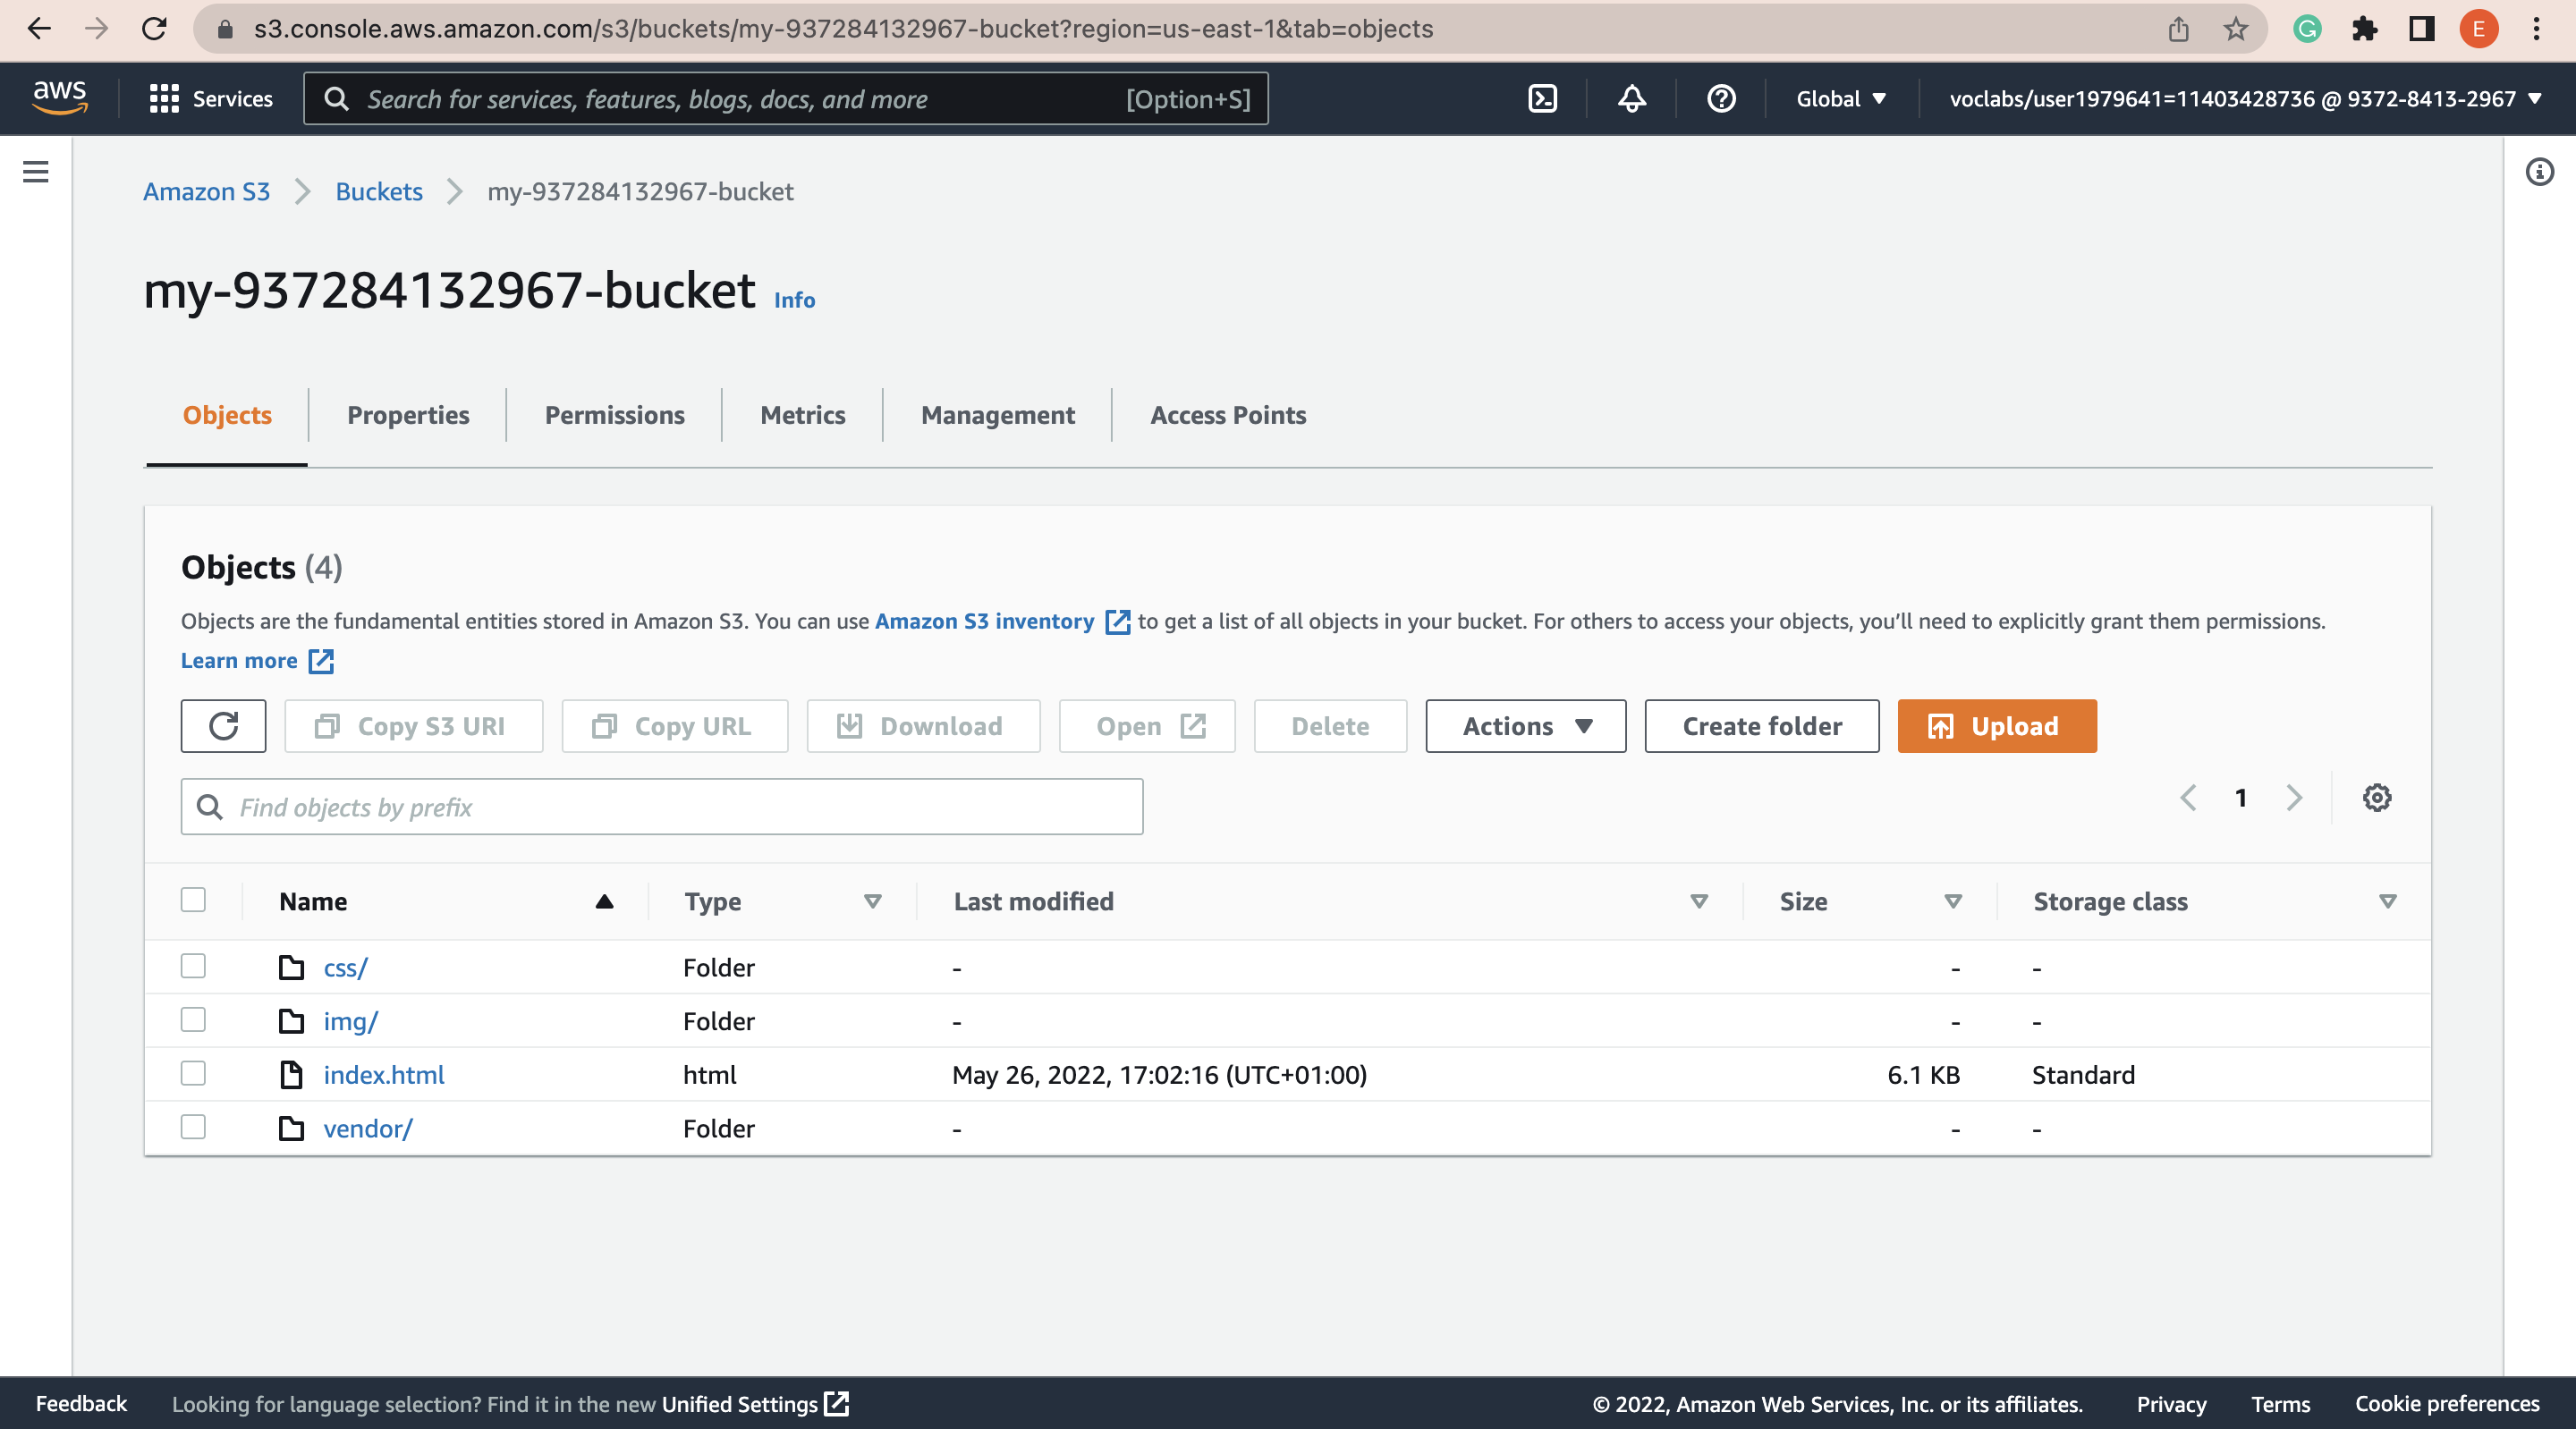 s3.console.aws.amazon.com/s3/buckets/my-937284132967-bucket?region=us-east-1&tab=objects
E
aws Services Search for services, features, blogs, docs, and more [Option+S] Global voclabs/user1979641=11403428736 @ 9372-8413-2967
Amazon S3 Buckets my-937284132967-bucket
my-937284132967-bucket Info
Objects Properties Permissions Metrics Management Access Points
Objects (4)
Objects are the fundamental entities stored in Amazon S3. You can use Amazon S3 inventory to get a list of all objects in your bucket. For others to access your objects, you’ll need to explicitly grant them permissions.
Learn more
Copy S3 URI Copy URL Download Open Delete Actions Create folder Upload
Find objects by prefix 1
Name Type Last modified Size Storage class
css/ Folder - - -
img/ Folder - - -
index.html html May 26, 2022, 17:02:16 (UTC+01:00) 6.1 KB Standard
vendor/ Folder - - -
Feedback Looking for language selection? Find it in the new Unified Settings © 2022, Amazon Web Services, Inc. or its affiliates. Privacy Terms Cookie preferences